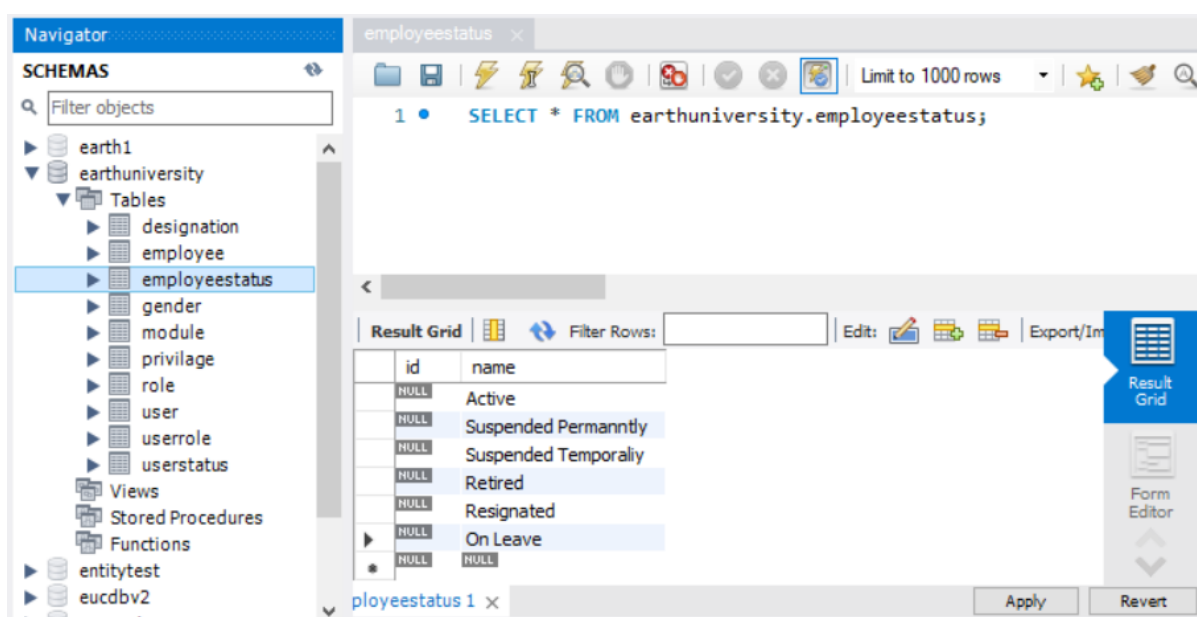 Navigator
SCHEMAS
Filter objects
earth1
earthuniversity
Tables
designation
employee
employeestatus
gender
module
privilage
role
user
userrole
userstatus
Views
Stored Procedures
Functions
entitytest
eucdbv2
employeestatus
Limit to 1000 rows
1 SELECT * FROM earthuniversity.employeestatus;
Result Grid Filter Rows: Edit: Export/Im
id name
NULL Active
NULL Suspended Permanntly
NULL Suspended Temporaliy
NULL Retired
NULL Resignated
NULL On Leave
NULL NULL
Result
Grid
Form
Editor
ployeestatus 1
Apply Revert